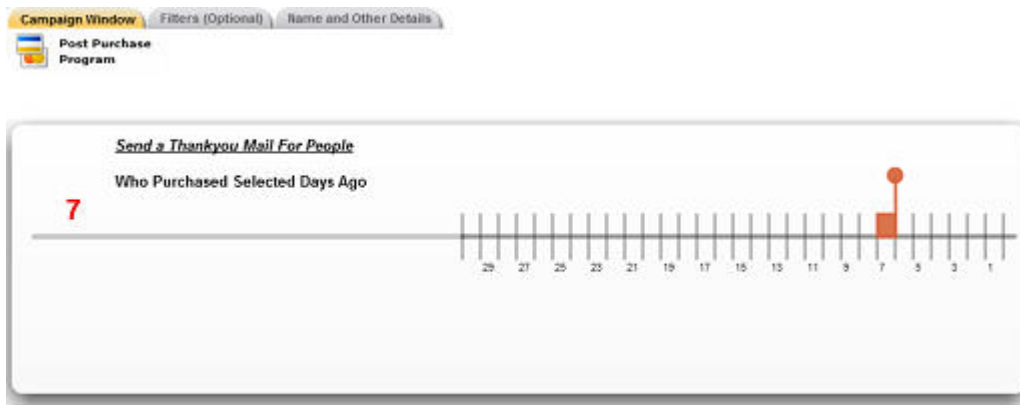 Campaign Window Filters (Optional) Name and Other Details
Post Purchase
Program
Send a Thankyou Mail For People
Who Purchased Selected Days Ago
7
29 27 25 23 21 19 17 15 13 11 9 7 5 3 1